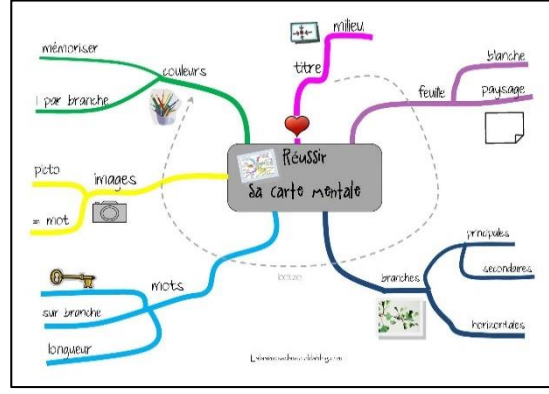 Réussir
sa carte mentale
titre
milieu
feuille
blanche
paysage
branches
principales
secondaires
horizontales
mots
sur branche
longueur
images
picto
= mot
couleurs
mémoriser
1 par branche